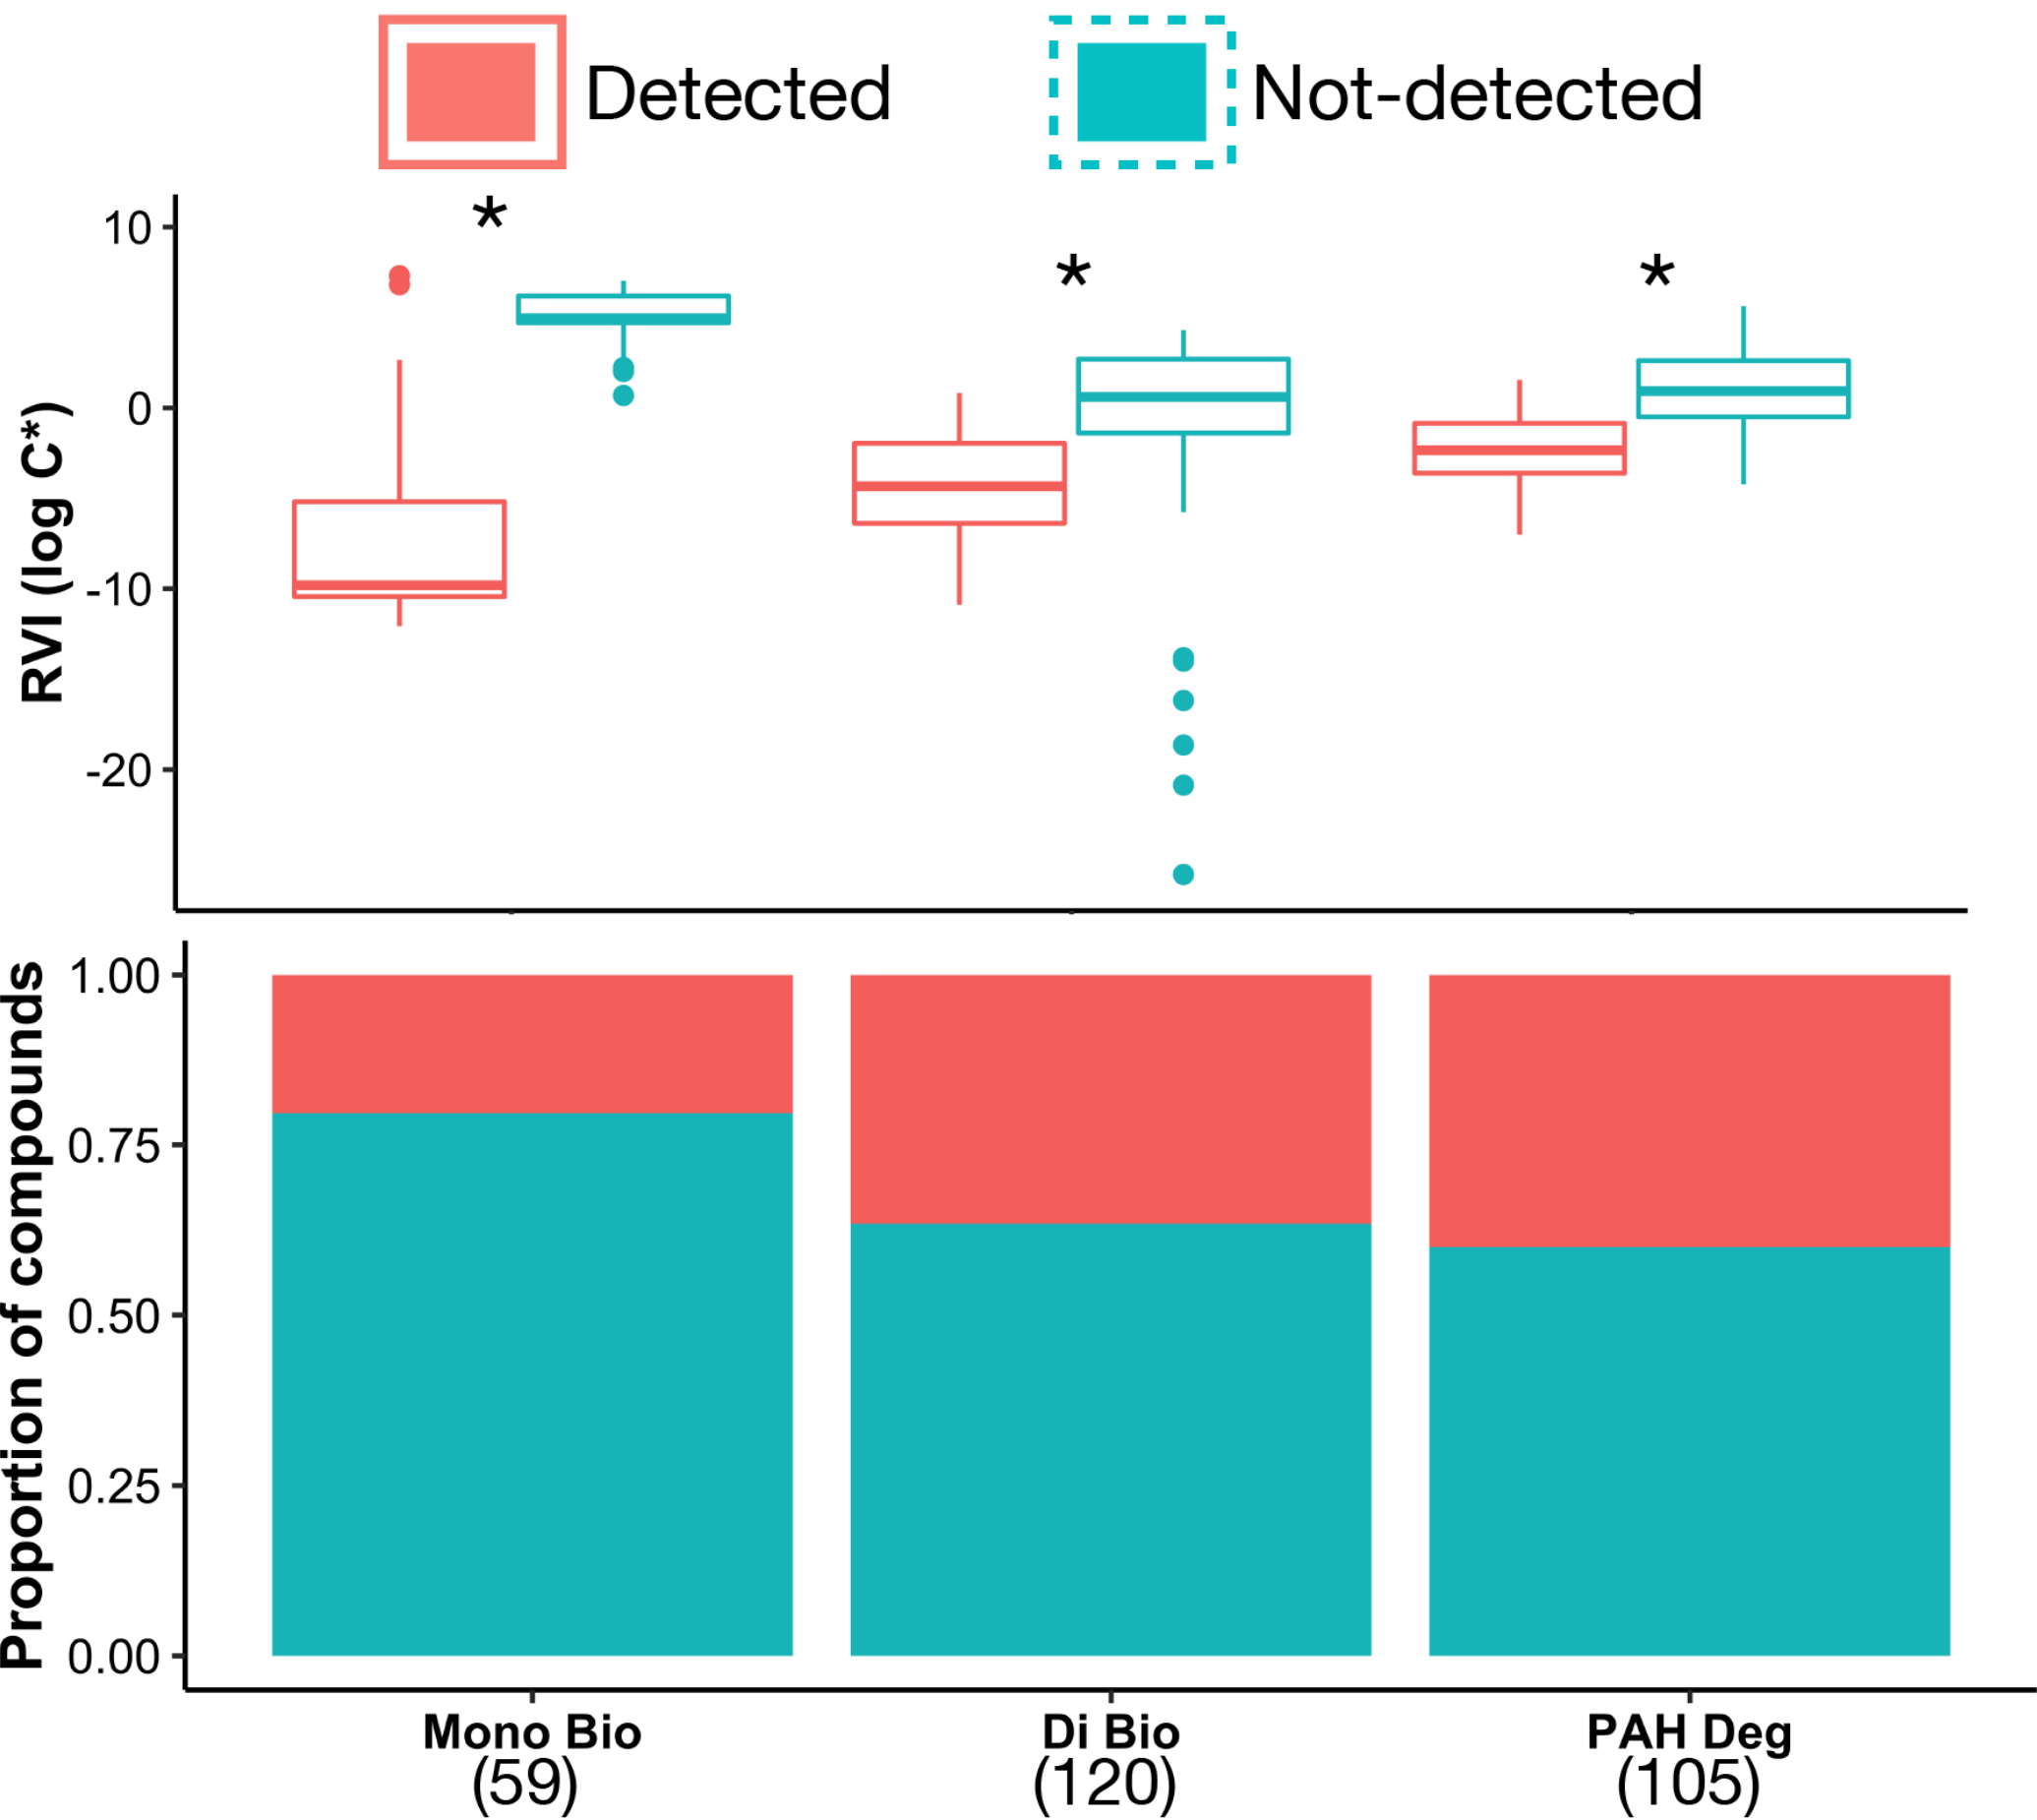 Detected
Not-detected
RVI (log C*)
10
0
-10
-20
*
*
*
Proportion of compounds
1.00
0.75
0.50
0.25
0.00
Mono Bio
(59)
Di Bio
(120)
PAH Deg
(105)